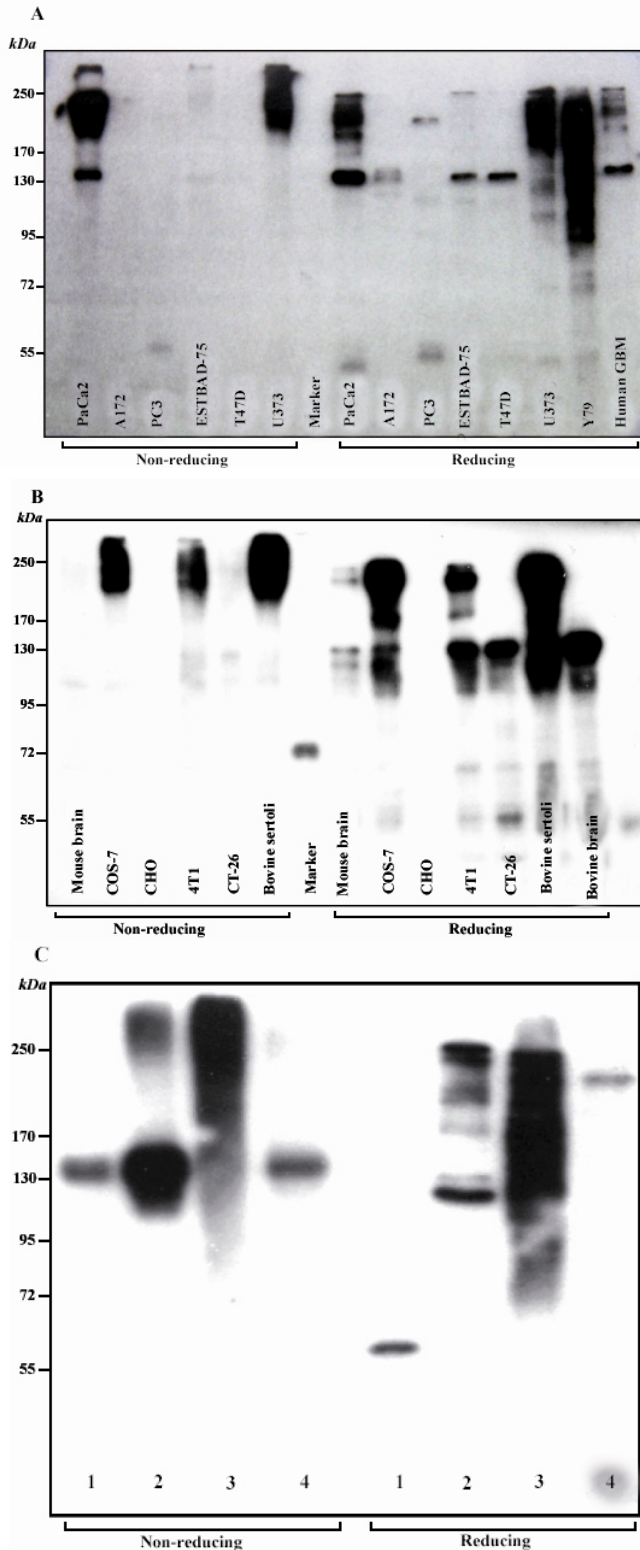 A
kDa
250
170
130
95
72
55
PaCa2 A172 PC3 ESTBAD-75 T47D U373 Marker PaCa2 A172 PC3 ESTBAD-75 T47D U373 Y79 Human GBM
Non-reducing Reducing
B
kDa
250
170
130
95
72
55
Mouse brain COS-7 CHO 4T1 CT-26 Bovine sertoli Marker Mouse brain COS-7 CHO 4T1 CT-26 Bovine sertoli Bovine brain
Non-reducing Reducing
C
kDa
250
170
130
95
72
55
1 2 3 4 1 2 3 4
Non-reducing Reducing